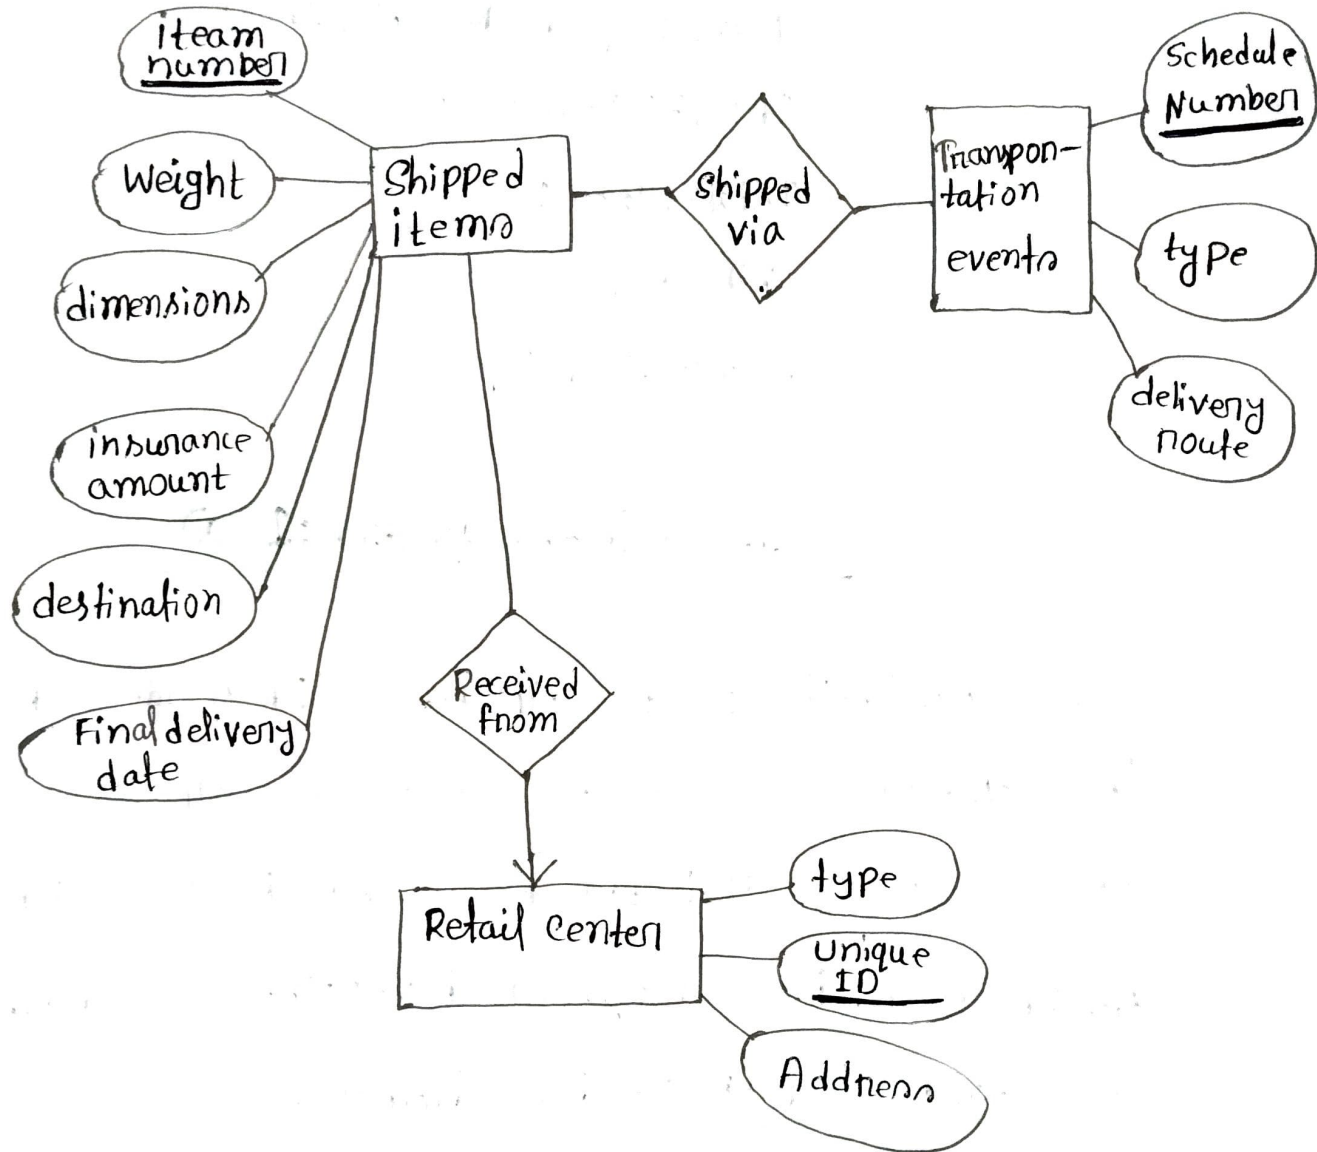 iteam
number
Weight
dimensions
insurance
amount
destination
Final delivery
date
Shipped
items
Shipped
via
Transpor-
tation
events
Schedule
Number
type
delivery
route
Received
from
Retail center
type
Unique
ID
Address